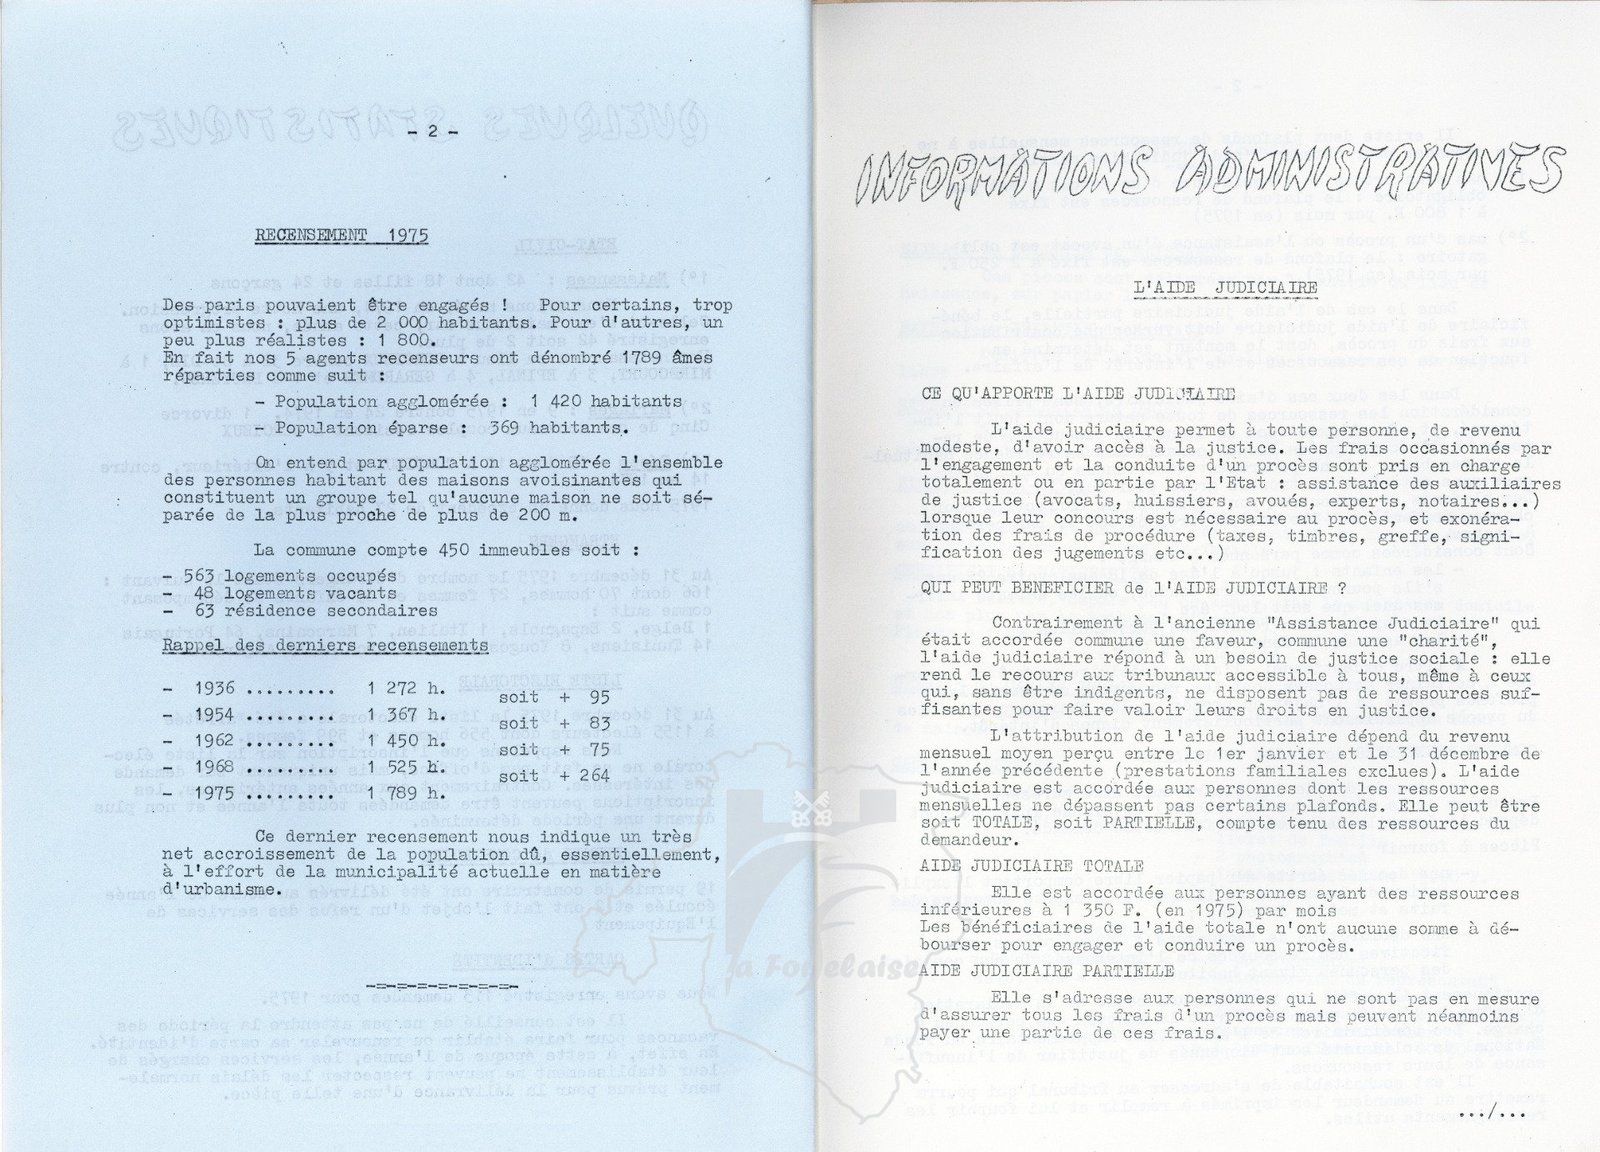 - 2 -
RECENSEMENT 1975
Des paris pouvaient être engagés ! Pour certains, trop
optimistes : plus de 2 000 habitants. Pour d'autres, un
peu plus réalistes : 1 800.
En fait nos 5 agents recenseurs ont dénombré 1789 âmes
réparties comme suit :
- Population agglomérée : 1 420 habitants
- Population éparse : 369 habitants.
On entend par population agglomérée l'ensemble
des personnes habitant des maisons avoisinantes qui
constituent un groupe tel qu'aucune maison ne soit sé-
parée de la plus proche de plus de 200 m.
La commune compte 450 immeubles soit :
- 563 logements occupés
- 48 logements vacants
- 63 résidence secondaires
Rappel des derniers recensements
- 1936 ......... 1 272 h.
soit + 95
- 1954 ......... 1 367 h.
soit + 83
- 1962 ......... 1 450 h.
soit + 75
- 1968 ......... 1 525 h.
soit + 264
- 1975 ......... 1 789 h.
Ce dernier recensement nous indique un très
net accroissement de la population dû, essentiellement,
à l'effort de la municipalité actuelle en matière
d'urbanisme.
-=-=-=-=-=-=-=-=-
INFORMATIONS ADMINISTRATIVES
L'AIDE JUDICIAIRE
CE QU'APPORTE L'AIDE JUDICIAIRE
L'aide judiciaire permet à toute personne, de revenu
modeste, d'avoir accès à la justice. Les frais occasionnés par
l'engagement et la conduite d'un procès sont pris en charge
totalement ou en partie par l'Etat : assistance des auxiliaires
de justice (avocats, huissiers, avoués, experts, notaires...)
lorsque leur concours est nécessaire au procès, et exonéra-
tion des frais de procédure (taxes, timbres, greffe, signi-
fication des jugements etc...)
QUI PEUT BENEFICIER de l'AIDE JUDICIAIRE ?
Contrairement à l'ancienne "Assistance Judiciaire" qui
était accordée commune une faveur, commune une "charité",
l'aide judiciaire répond à un besoin de justice sociale : elle
rend le recours aux tribunaux accessible à tous, même à ceux
qui, sans être indigents, ne disposent pas de ressources suf-
fisantes pour faire valoir leurs droits en justice.
L'attribution de l'aide judiciaire dépend du revenu
mensuel moyen perçu entre le 1er janvier et le 31 décembre de
l'année précédente (prestations familiales exclues). L'aide
judiciaire est accordée aux personnes dont les ressources
mensuelles ne dépassent pas certains plafonds. Elle peut être
soit TOTALE, soit PARTIELLE, compte tenu des ressources du
demandeur.
AIDE JUDICIAIRE TOTALE
Elle est accordée aux personnes ayant des ressources
inférieures à 1 350 F. (en 1975) par mois
Les bénéficiaires de l'aide totale n'ont aucune somme à dé-
bourser pour engager et conduire un procès.
AIDE JUDICIAIRE PARTIELLE
Elle s'adresse aux personnes qui ne sont pas en mesure
d'assurer tous les frais d'un procès mais peuvent néanmoins
payer une partie de ces frais.
.../...